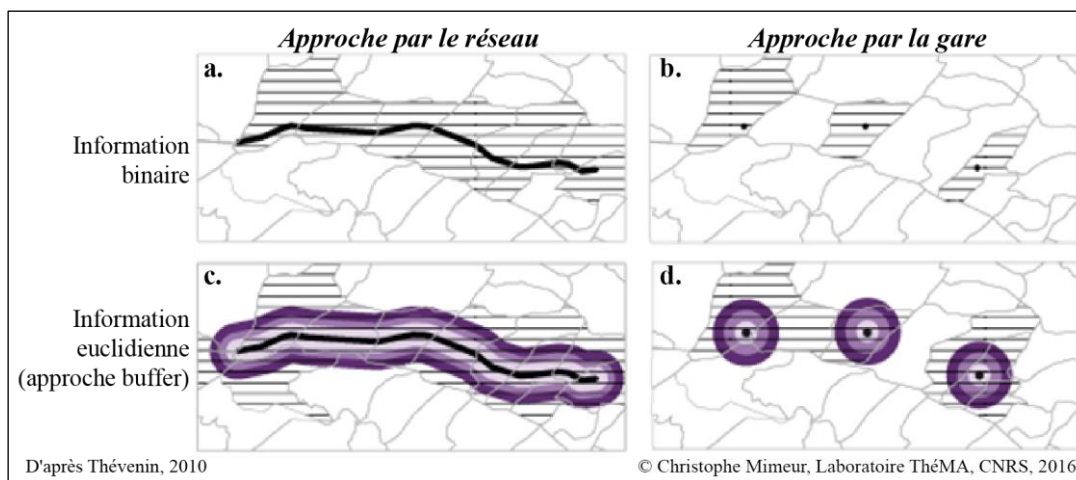 Approche par le réseau
Approche par la gare
a.
b.
Information
binaire
c.
d.
Information
euclidienne
(approche buffer)
D'après Thévenin, 2010
© Christophe Mimeur, Laboratoire ThéMA, CNRS, 2016